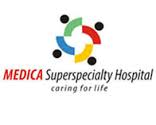 MEDICA Superspecialty Hospital
caring for life